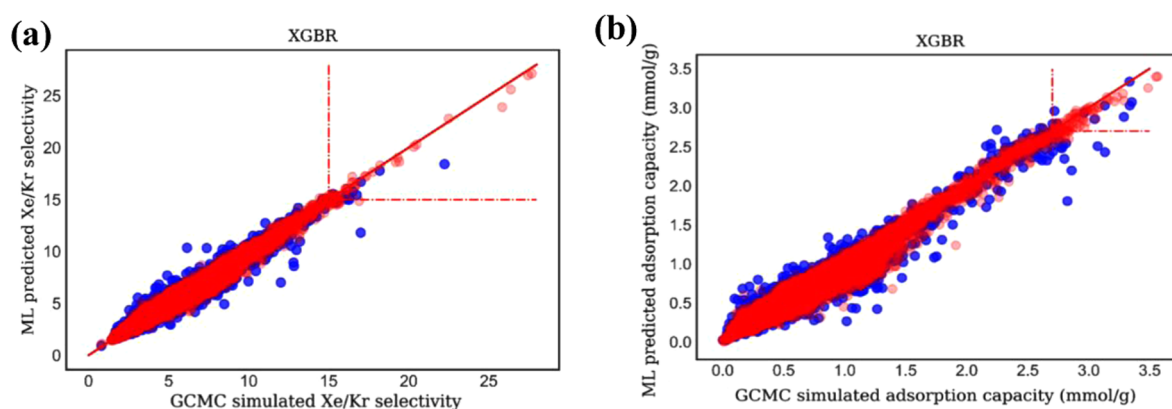 (a)
XGBR
ML predicted Xe/Kr selectivity
25
20
15
10
5
0
0 5 10 15 20 25
GCMC simulated Xe/Kr selectivity
(b)
XGBR
ML predicted adsorption capacity (mmol/g)
3.5
3.0
2.5
2.0
1.5
1.0
0.5
0.0
0.0 0.5 1.0 1.5 2.0 2.5 3.0 3.5
GCMC simulated adsorption capacity (mmol/g)